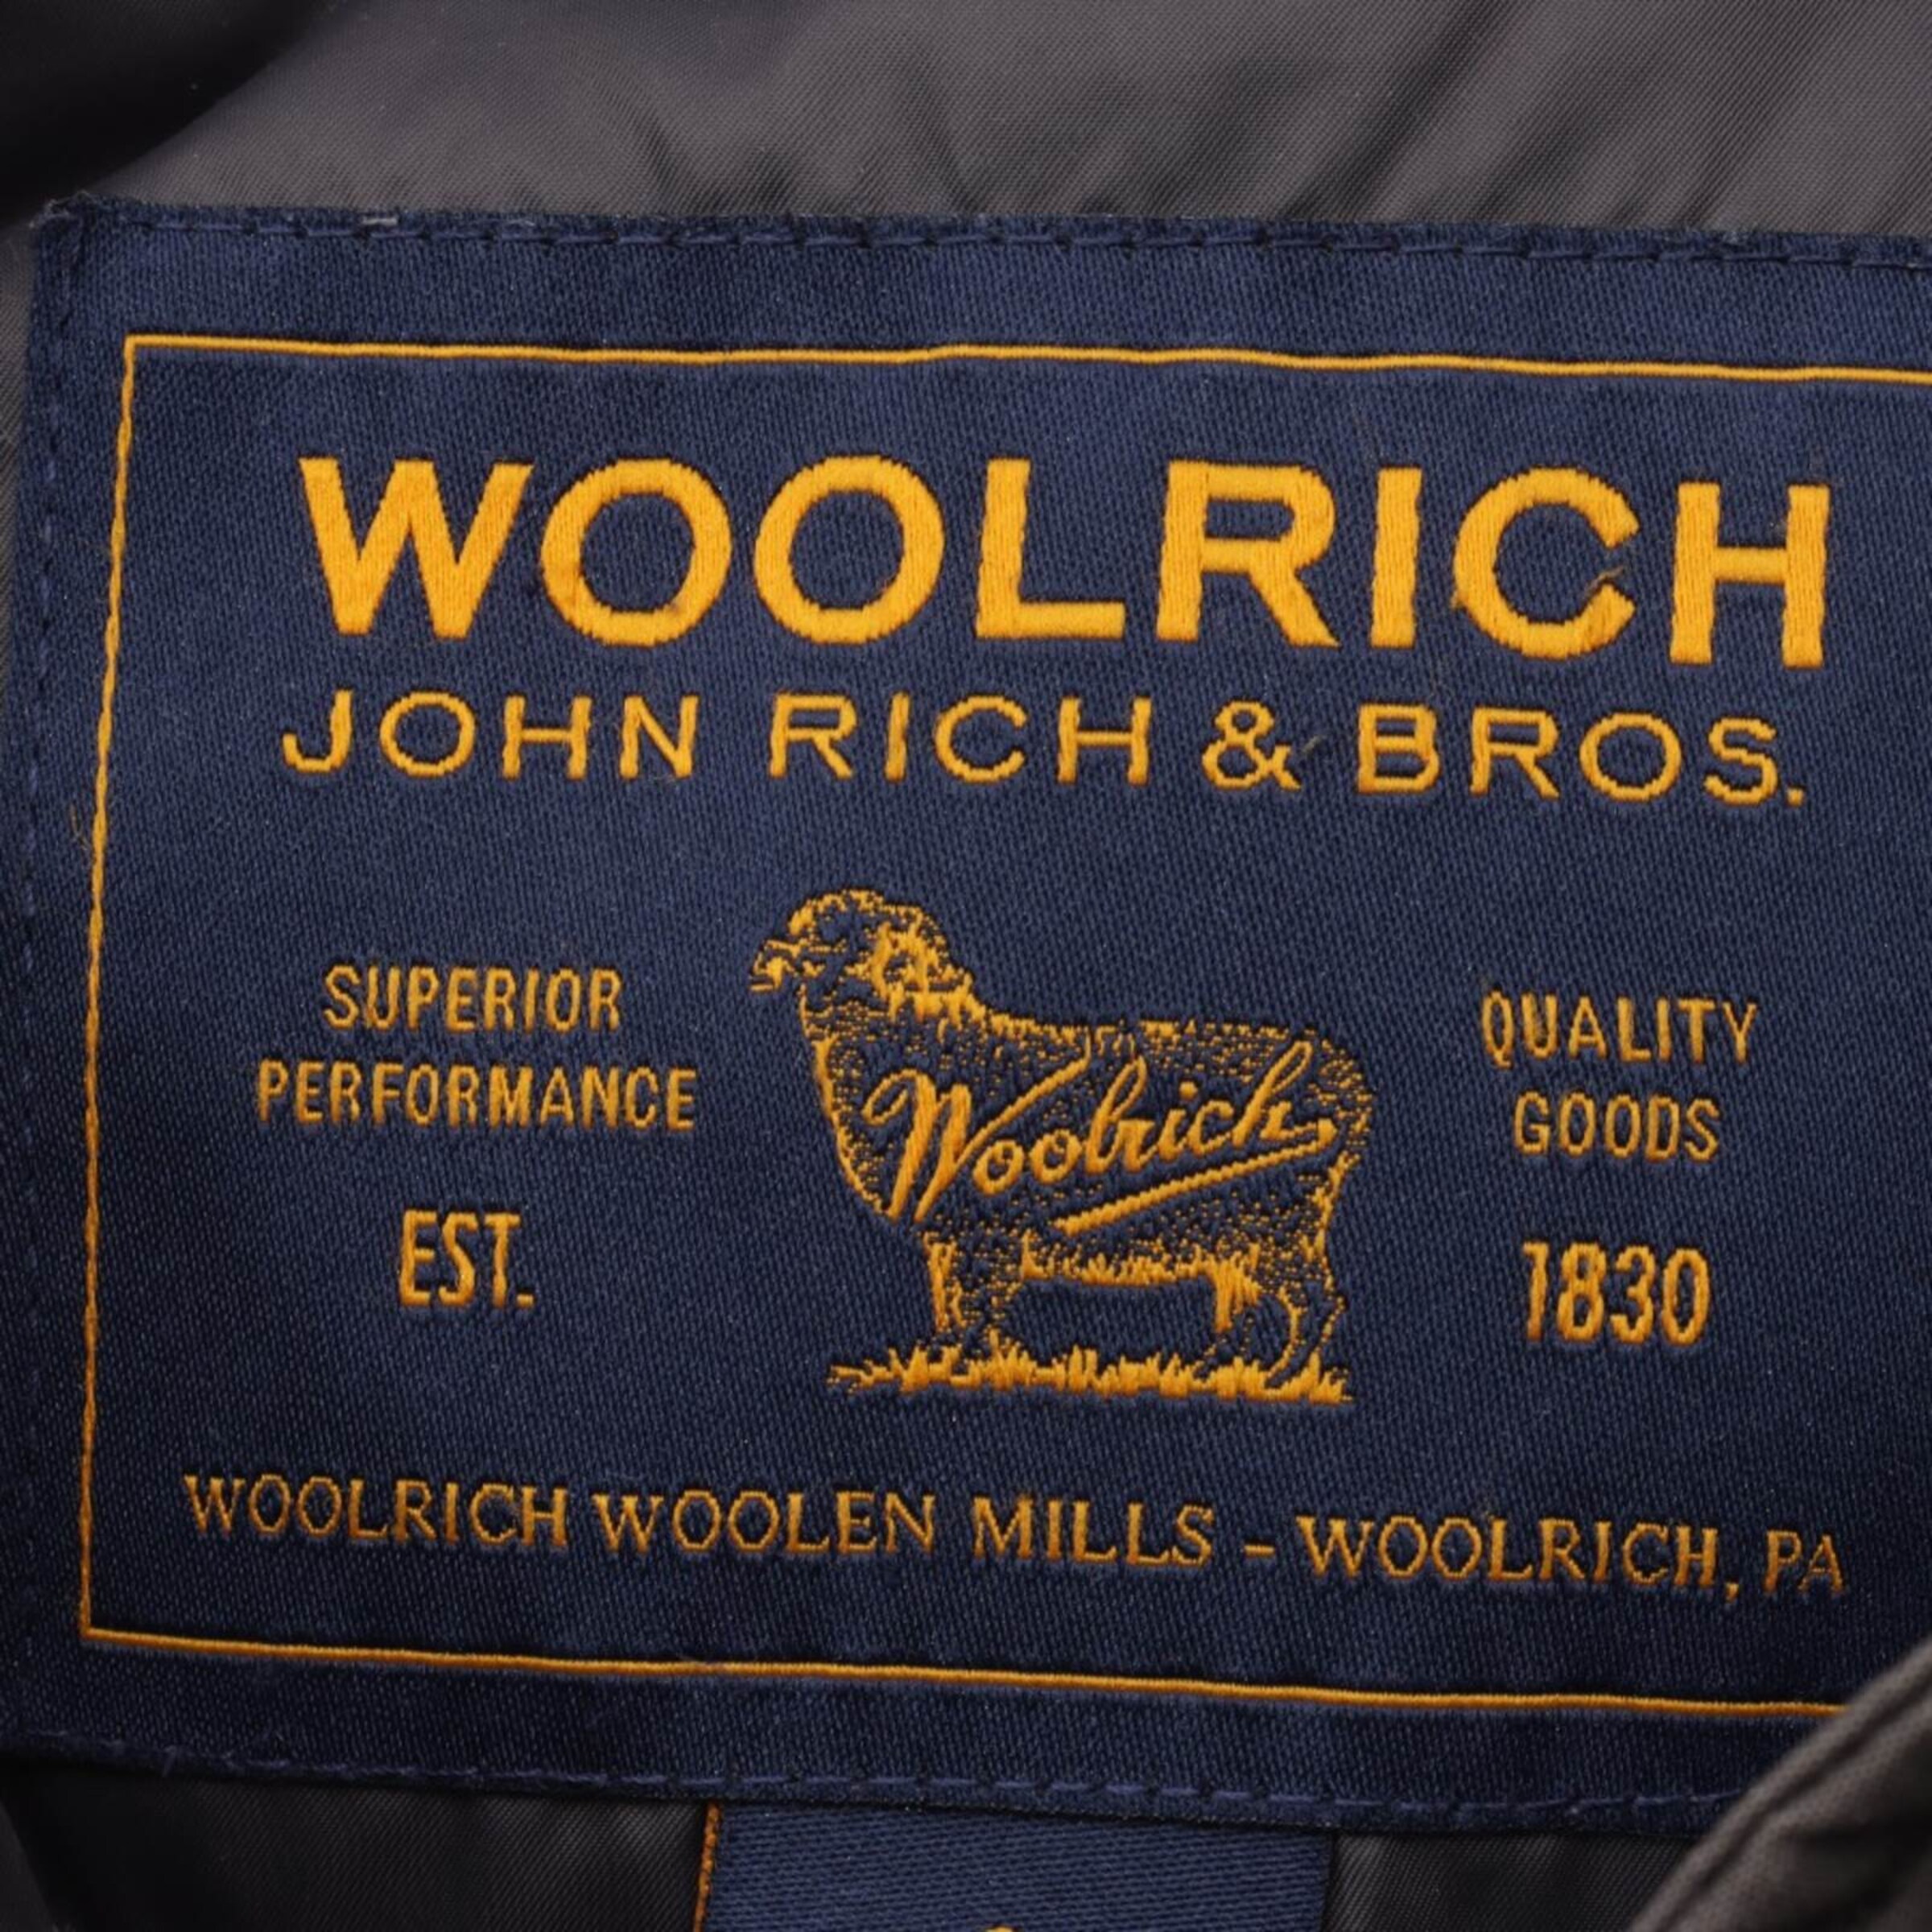 WOOLRICH
JOHN RICH & BROS.
SUPERIOR
PERFORMANCE
EST.
Woolrich
QUALITY
GOODS
1830
WOOLRICH WOOLEN MILLS - WOOLRICH, PA